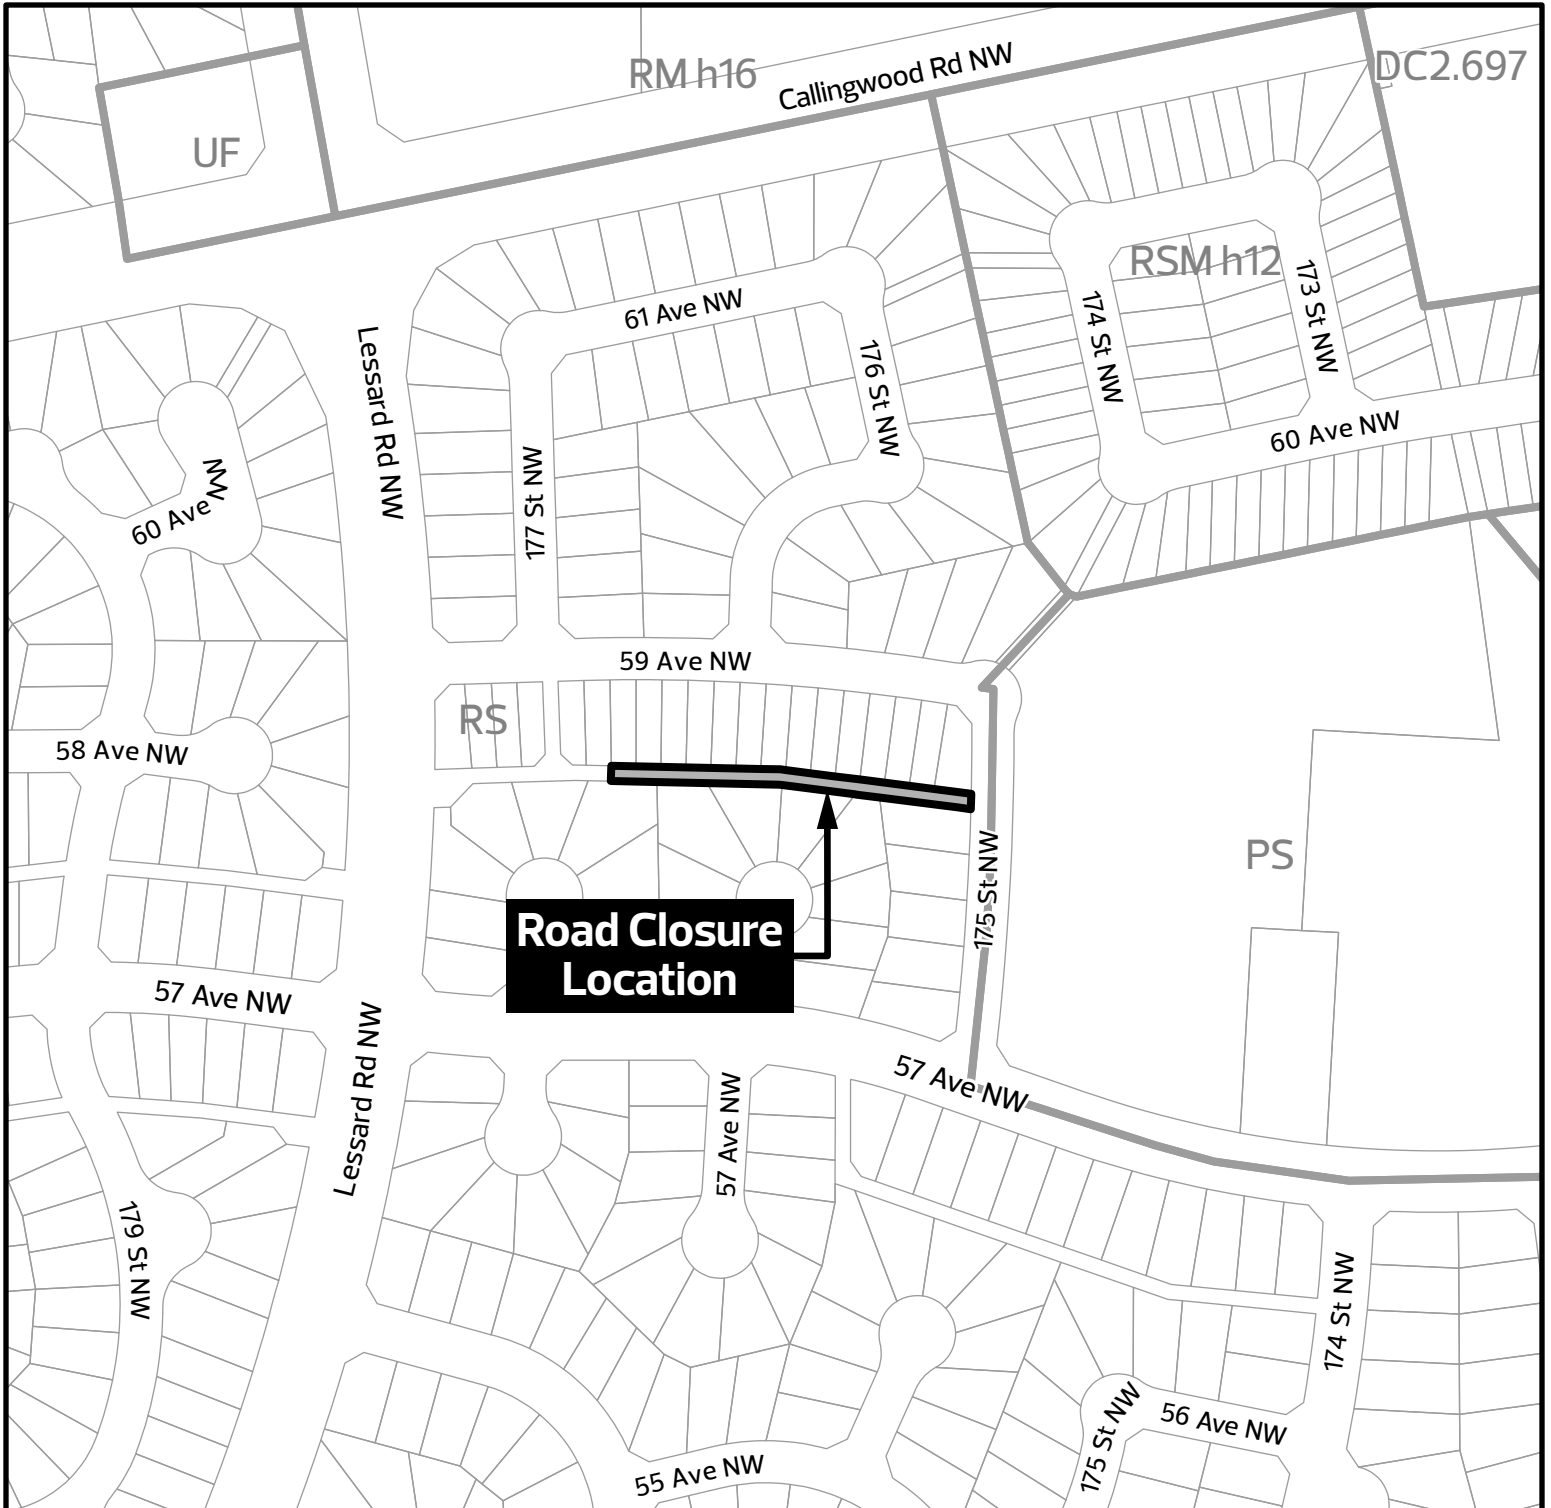 RM h16
Callingwood Rd NW
DC2.697
UF
RSM h12
61 Ave NW
173 St NW
174 St NW
Lessard Rd NW
176 St NW
60 Ave NW
177 St NW
60 Ave NW
59 Ave NW
RS
58 Ave NW
PS
175 St NW
Road Closure
Location
57 Ave NW
Lessard Rd NW
57 Ave NW
57 Ave NW
179 St NW
174 St NW
175 St NW
56 Ave NW
55 Ave NW